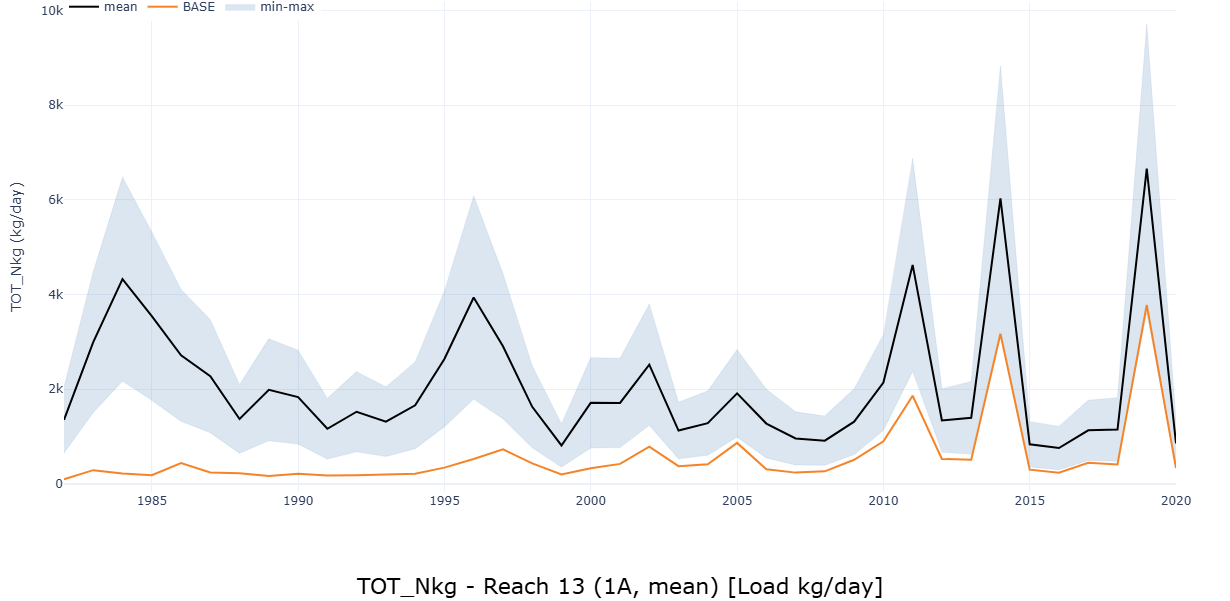 mean BASE min-max
10k
8k
6k
4k
2k
0
TOT_Nkg (kg/day)
1985 1990 1995 2000 2005 2010 2015 2020
TOT_Nkg - Reach 13 (1A, mean) [Load kg/day]